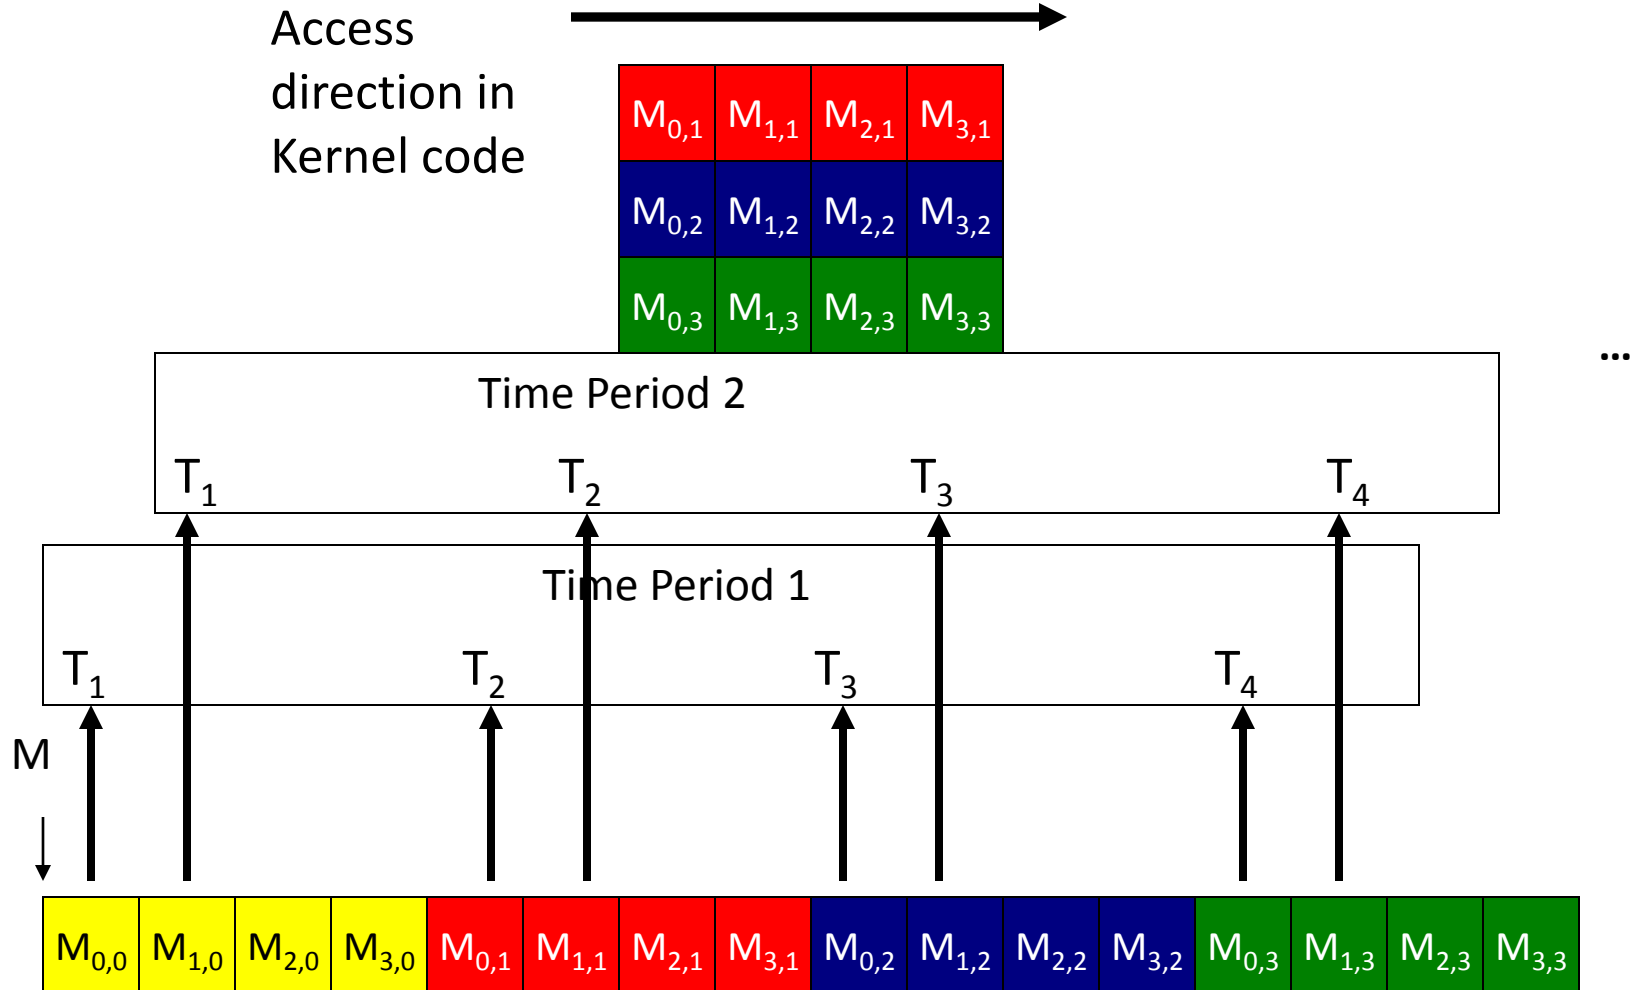 Access
direction in
Kernel code
M0,1 M1,1 M2,1 M3,1
M0,2 M1,2 M2,2 M3,2
M0,3 M1,3 M2,3 M3,3
...
Time Period 2
T1 T2 T3 T4
Time Period 1
T1 T2 T3 T4
M
M0,0 M1,0 M2,0 M3,0 M0,1 M1,1 M2,1 M3,1 M0,2 M1,2 M2,2 M3,2 M0,3 M1,3 M2,3 M3,3